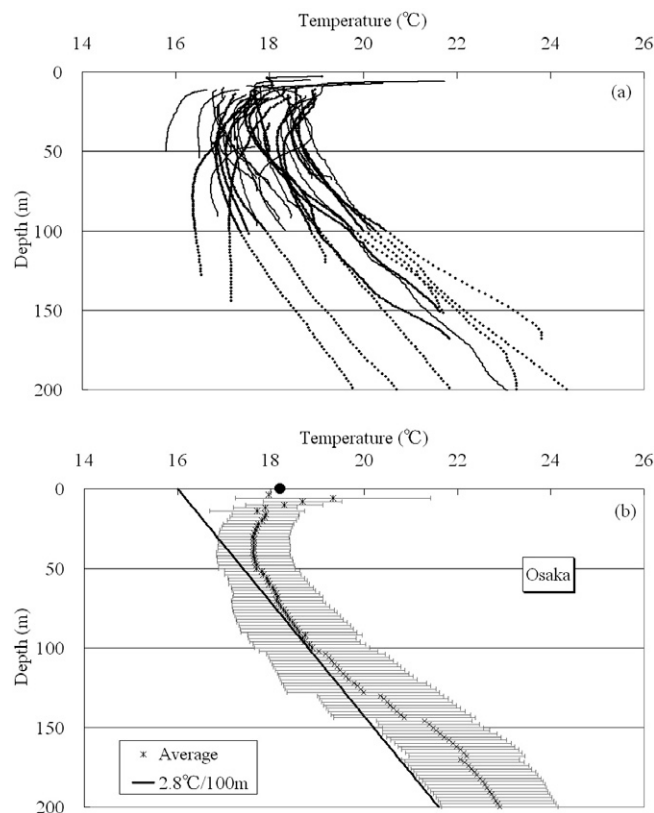 Temperature (℃)
14 16 18 20 22 24 26
0
(a)
50
Depth (m)
100
150
200
Temperature (℃)
14 16 18 20 22 24 26
0
(b)
50
Osaka
Depth (m)
100
150
Average
2.8℃/100m
200